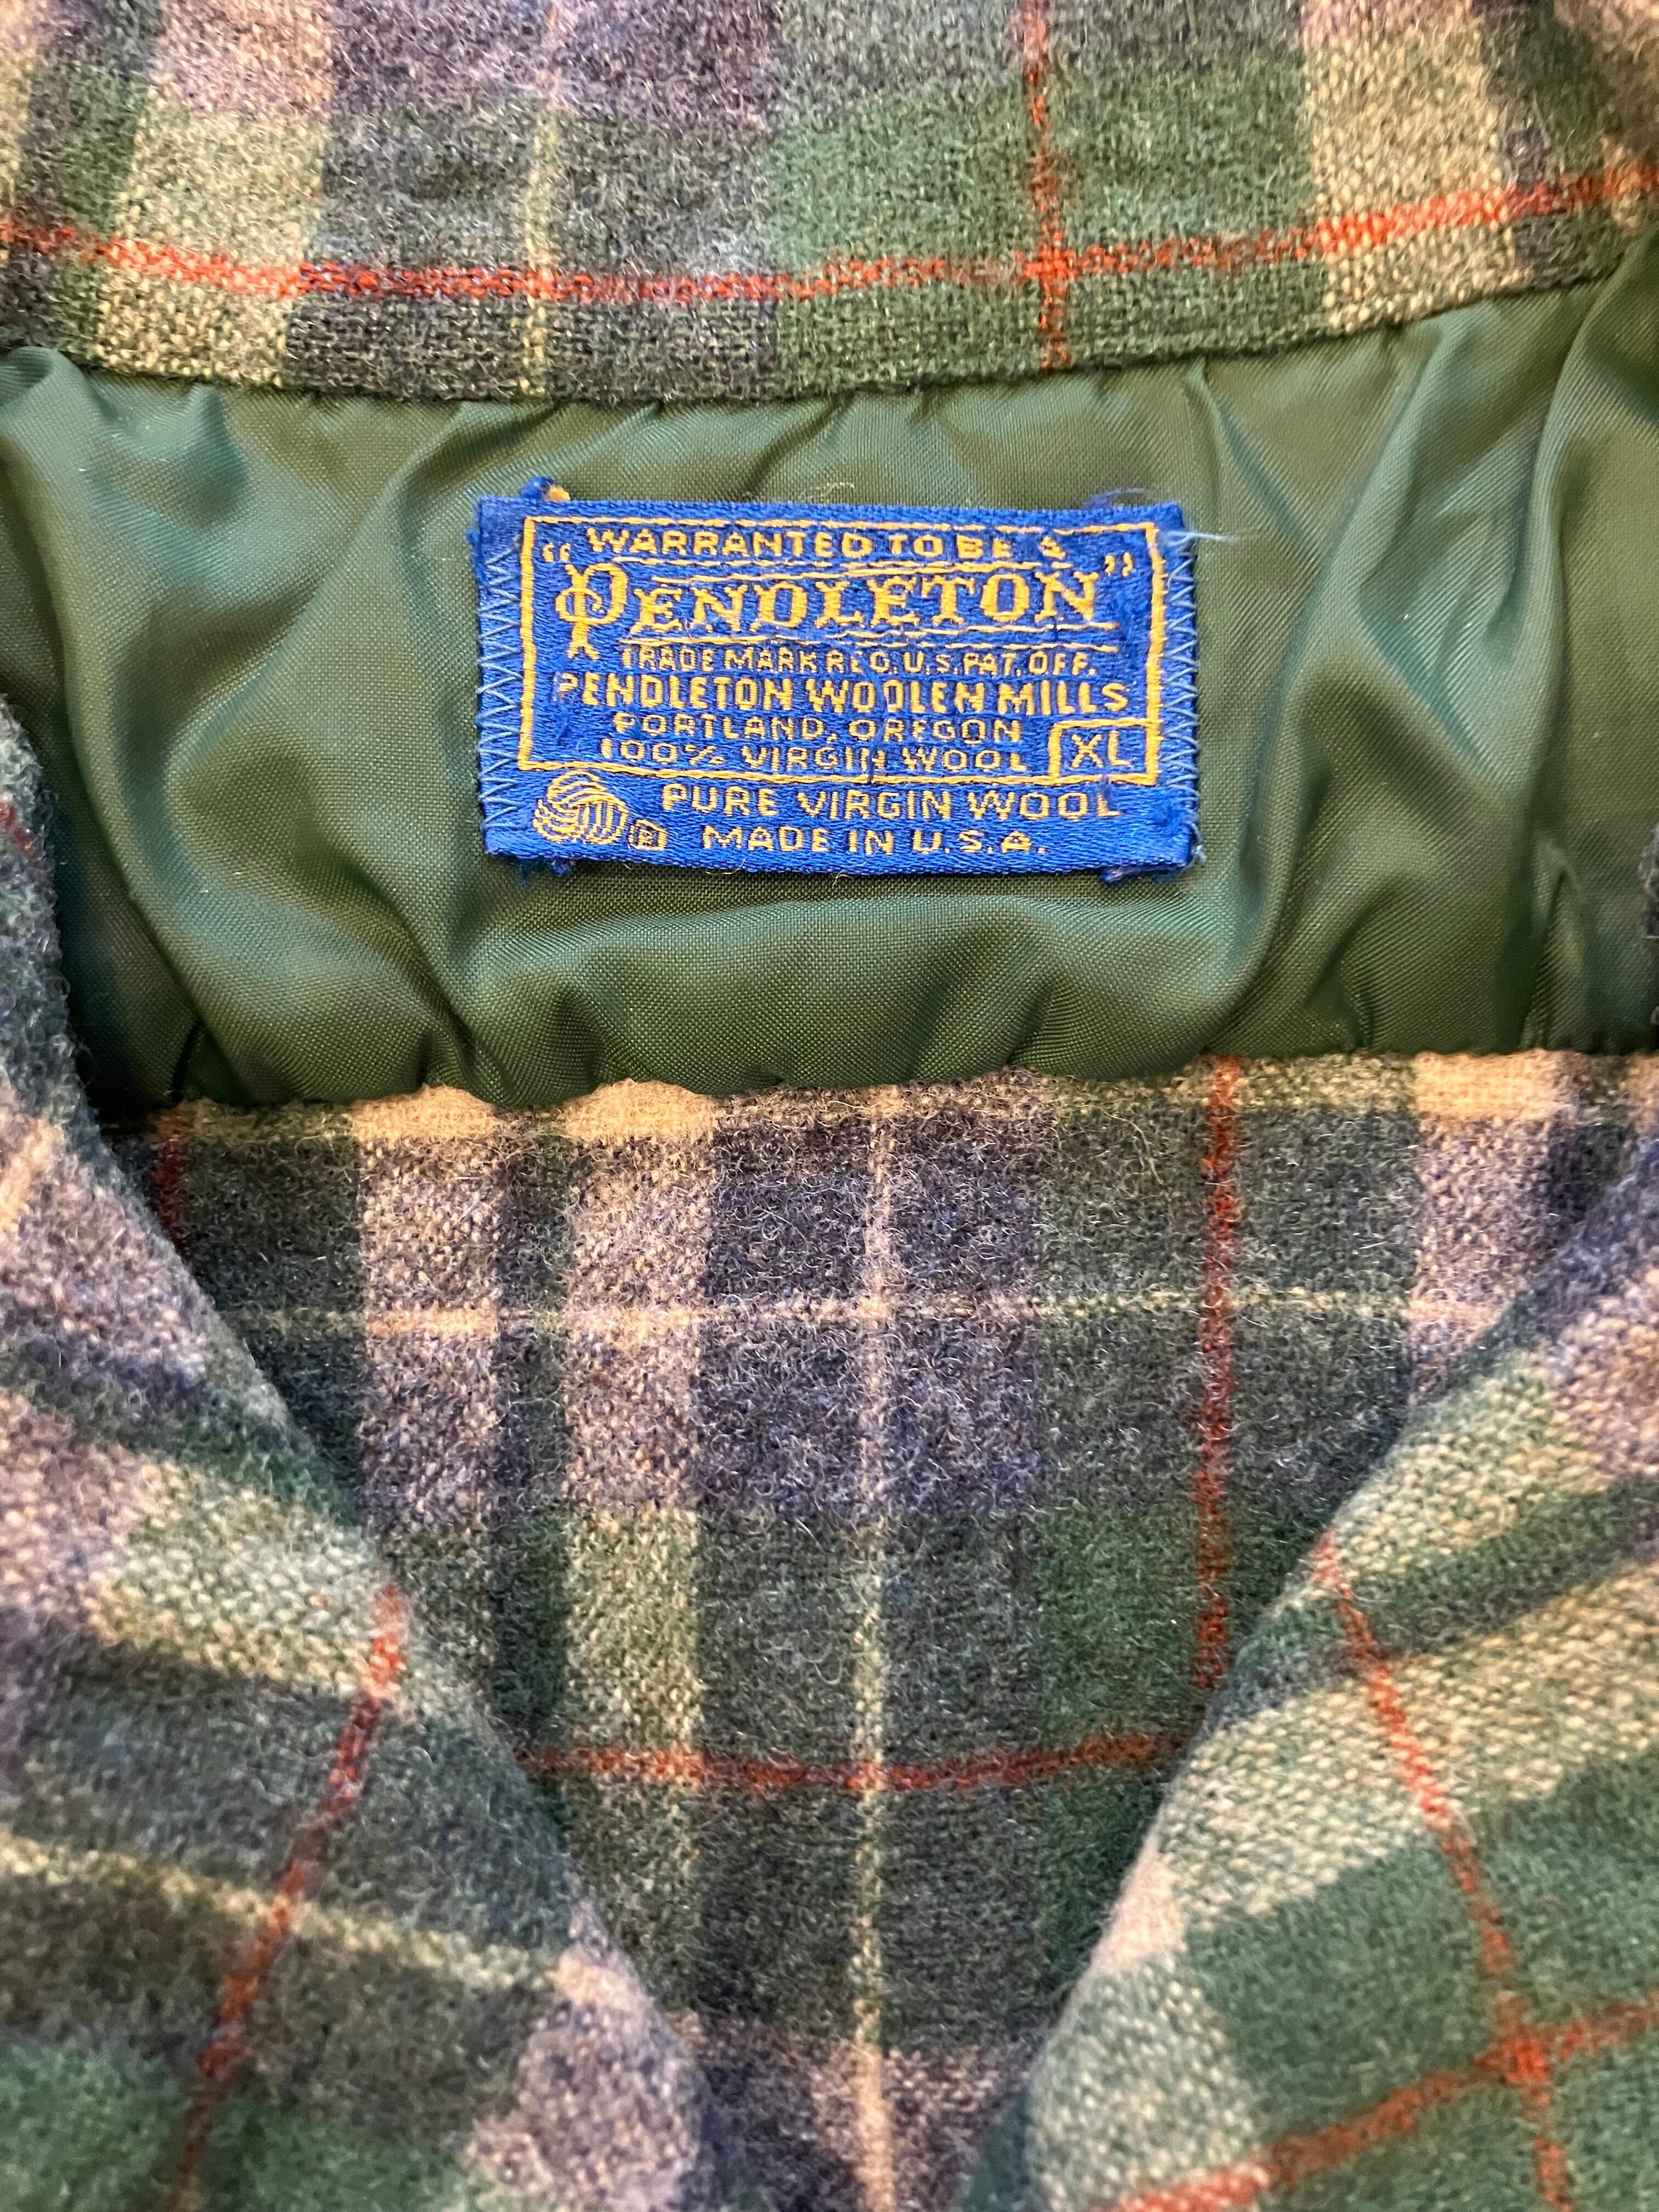 WARRANTED TO BE A
"PENDLETON"
TRADE MARK REG. U.S. PAT. OFF.
PENDLETON WOOLEN MILLS
PORTLAND, OREGON
100% VIRGIN WOOL XL
PURE VIRGIN WOOL
R MADE IN U.S.A.